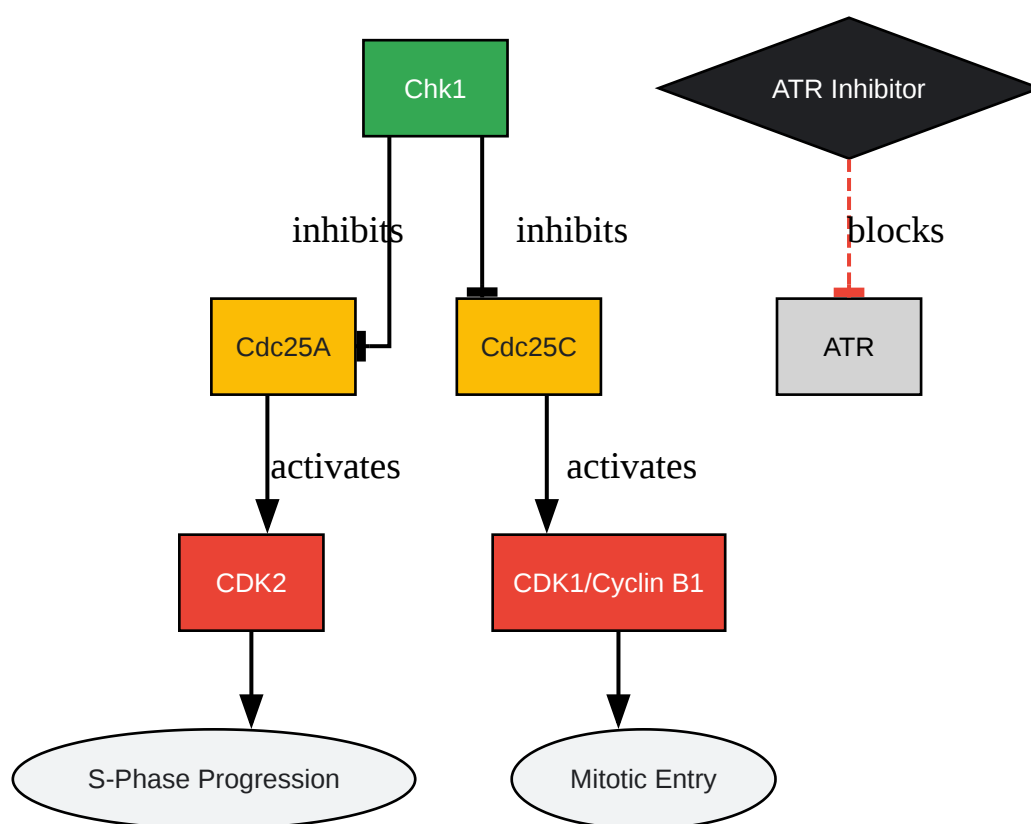 Chk1
ATR Inhibitor
inhibits
inhibits
blocks
Cdc25A
Cdc25C
ATR
activates
activates
CDK2
CDK1/Cyclin B1
S-Phase Progression
Mitotic Entry